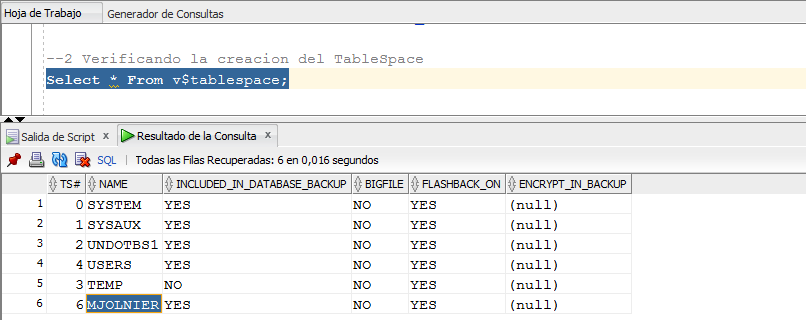 Hoja de Trabajo Generador de Consultas
--2 Verificando la creacion del TableSpace
Select * From v$tablespace;
Salida de Script x Resultado de la Consulta x
SQL | Todas las Filas Recuperadas: 6 en 0,016 segundos
TS# NAME INCLUDED_IN_DATABASE_BACKUP BIGFILE FLASHBACK_ON ENCRYPT_IN_BACKUP
1 0 SYSTEM YES NO YES (null)
2 1 SYSAUX YES NO YES (null)
3 2 UNDOTBS1 YES NO YES (null)
4 4 USERS YES NO YES (null)
5 3 TEMP NO NO YES (null)
6 6 MJOLNIER YES NO YES (null)